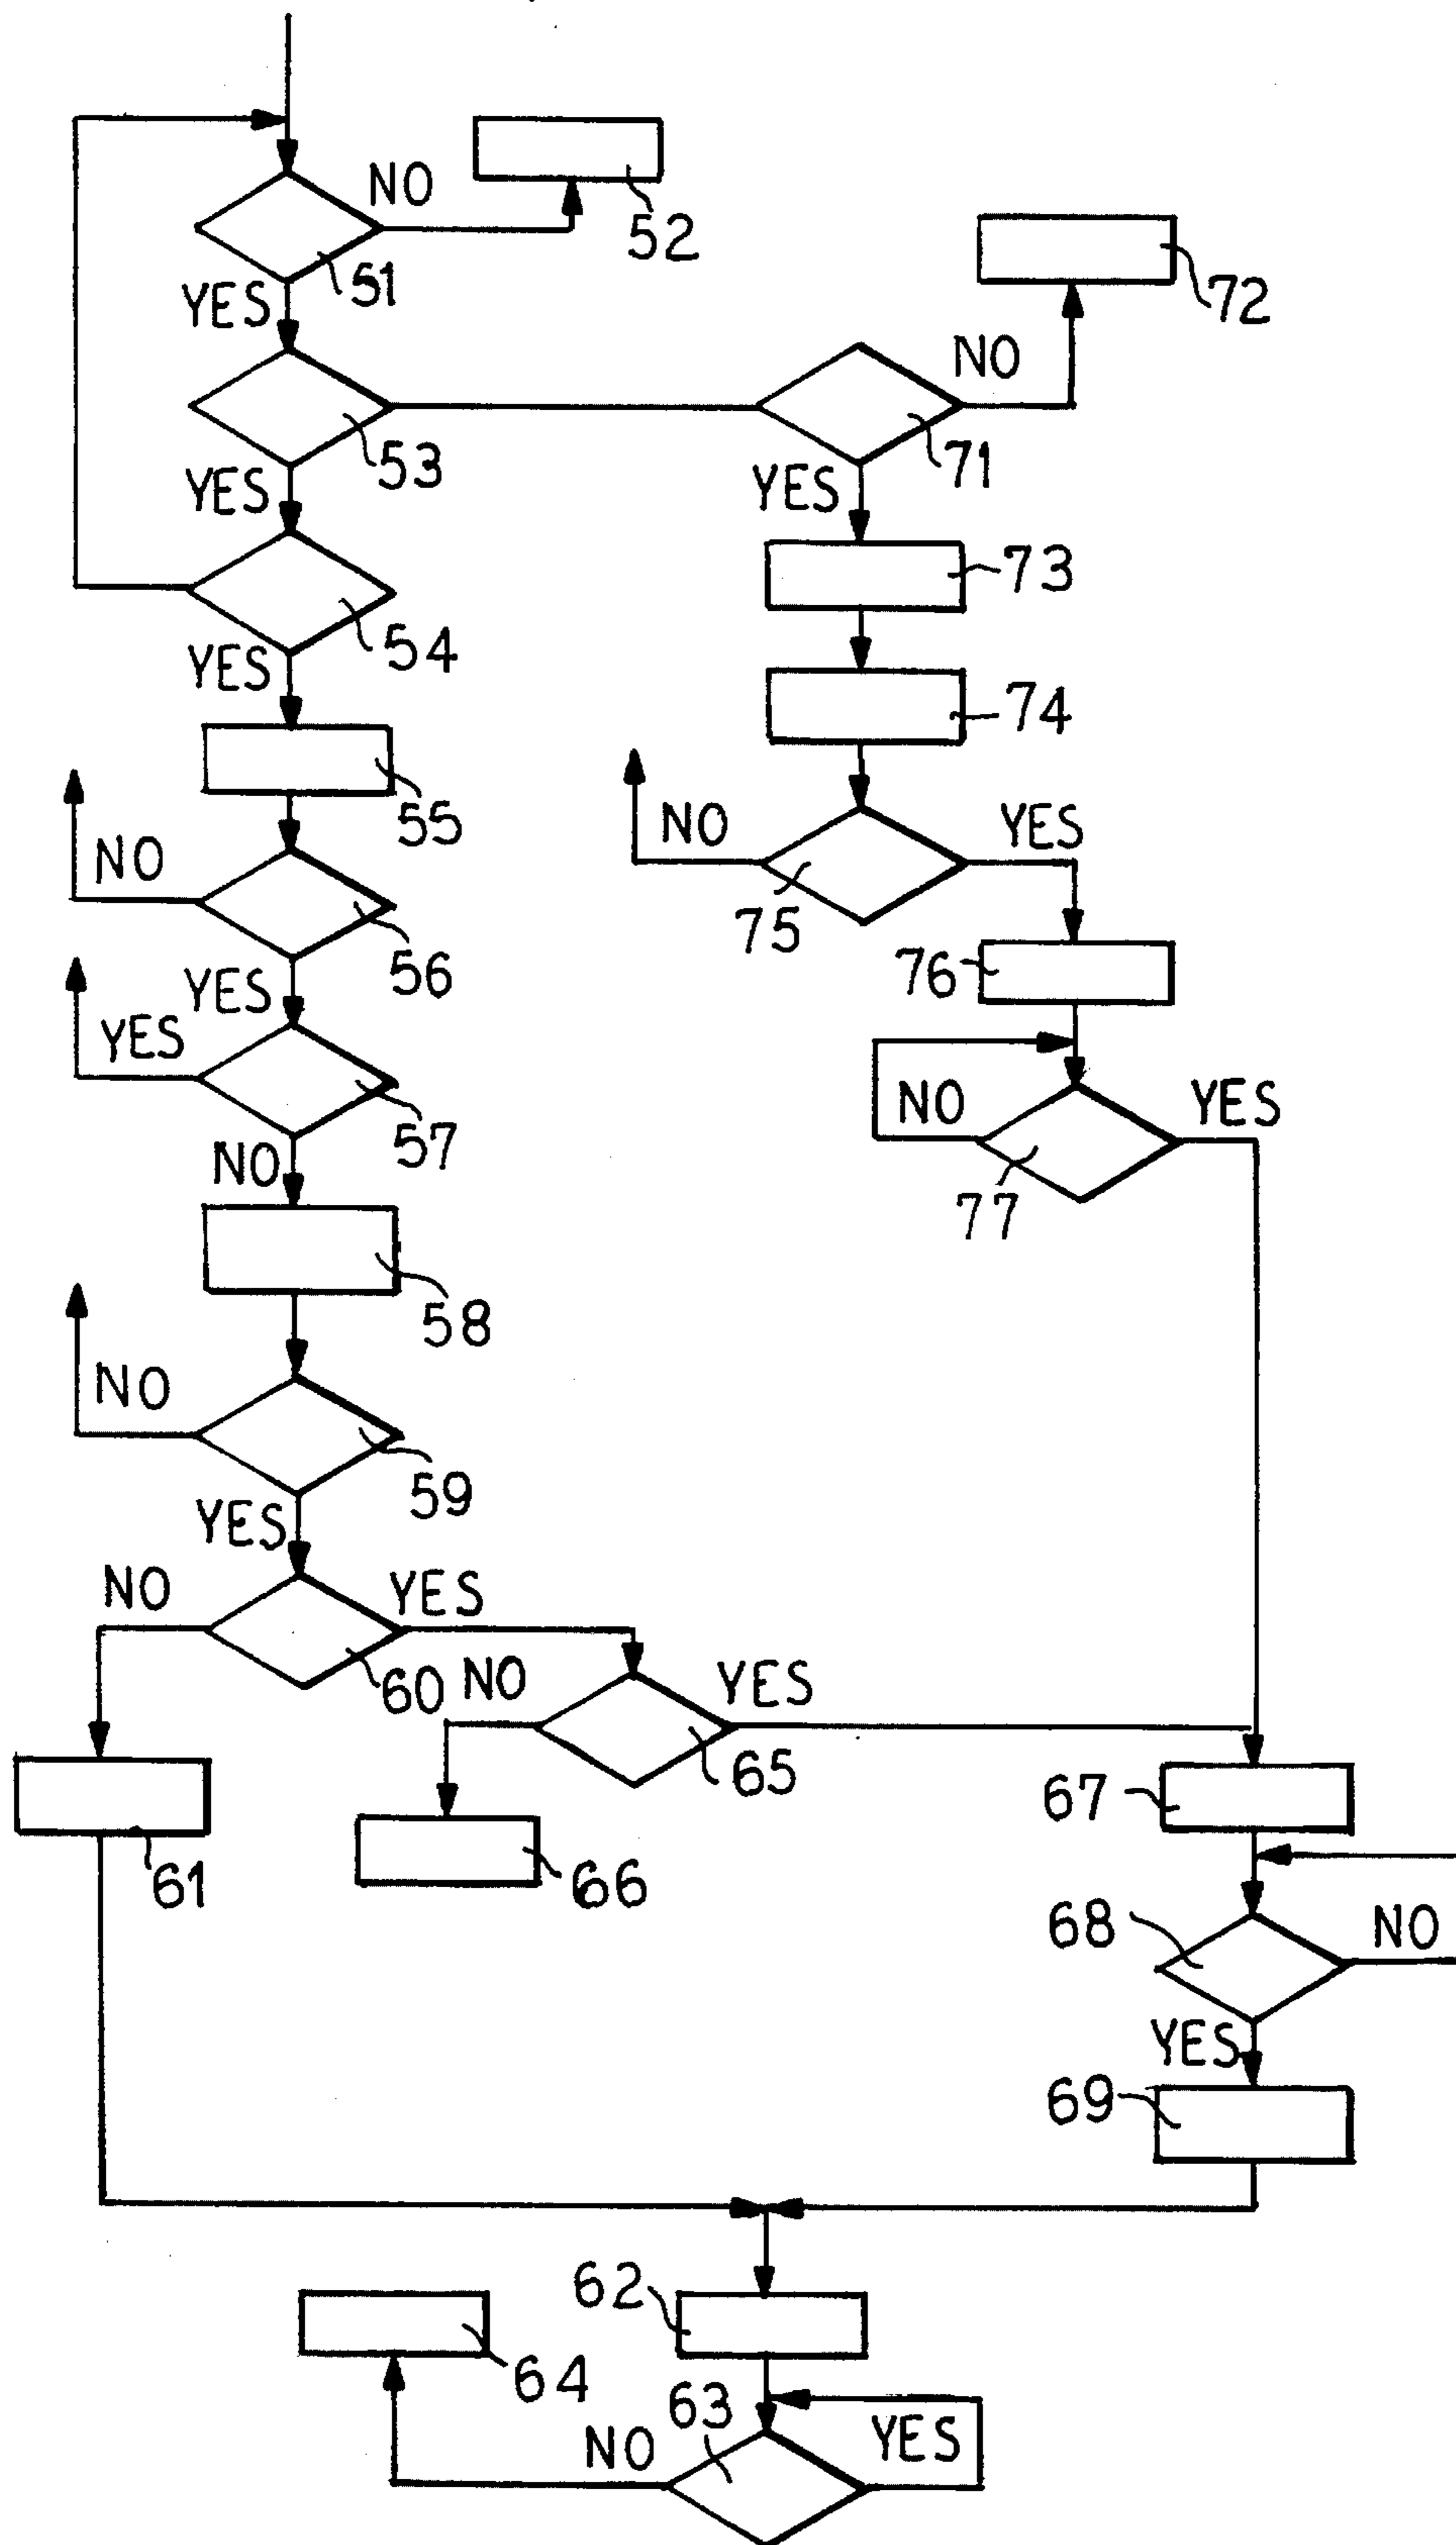 NO
52
51
YES
72
NO
53
71
YES
YES
73
54
YES
74
55
NO
NO
YES
75
56
YES
76
YES
NO
YES
57
NO
77
58
NO
59
YES
NO
YES
60
NO
YES
65
67
61
66
68
NO
YES
69
62
64
63
YES
NO